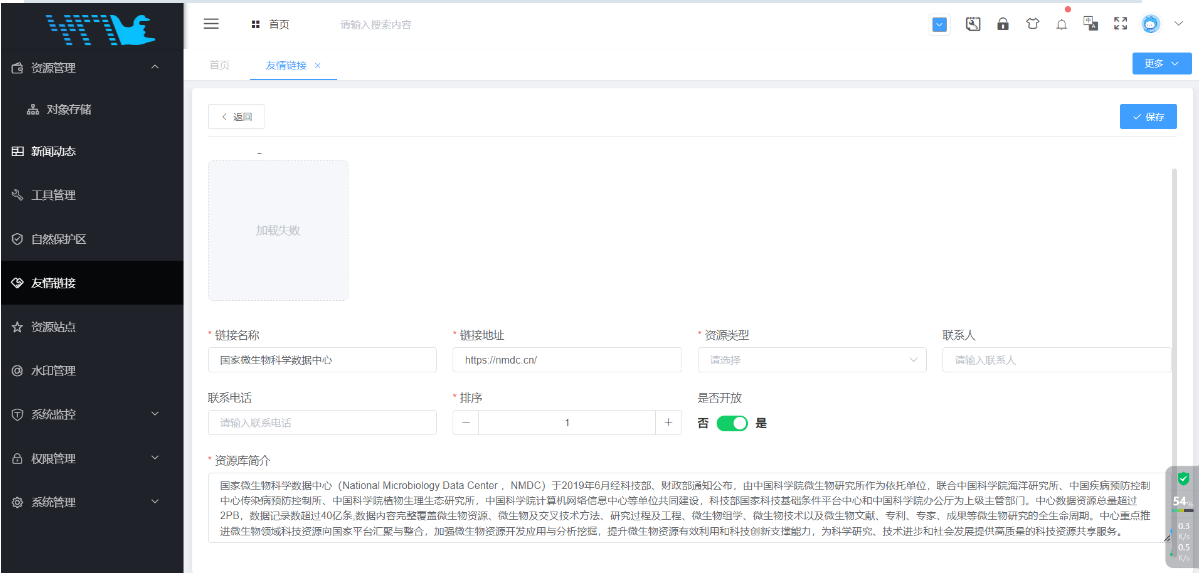 首页
请输入搜索内容
首页
友情链接 ×
更多
资源管理
对象存储
新闻动态
工具管理
自然保护区
友情链接
资源站点
水印管理
系统监控
权限管理
系统管理
返回
保存
加载失败
* 链接名称
* 链接地址
* 资源类型
联系人
国家微生物科学数据中心
https://nmdc.cn/
请选择
请输入联系人
联系电话
* 排序
是否开放
请输入联系电话
− 1 +
否 是
* 资源库简介
国家微生物科学数据中心（National Microbiology Data Center，NMDC）于2019年6月经科技部、财政部通知公布，由中国科学院微生物研究所作为依托单位，联合中国科学院海洋研究所、中国疾病预防控制
中心传染病预防控制所、中国科学院植物生理生态研究所，中国科学院计算机网络信息中心等单位共同建设，科技部国家科技基础条件平台中心和中国科学院办公厅为上级主管部门。中心数据资源总量超过
2PB，数据记录数超过40亿条,数据内容完整覆盖微生物资源、微生物及交叉技术方法、研究过程及工程、微生物组学、微生物技术以及微生物文献、专利、专家、成果等微生物研究的全生命周期。中心重点推
进微生物领域科技资源向国家平台汇聚与整合，加强微生物资源开发应用与分析挖掘，提升微生物资源有效利用和科技创新支撑能力，为科学研究、技术进步和社会发展提供高质量的科技资源共享服务。
54
0.3
K/s
0.5
K/s